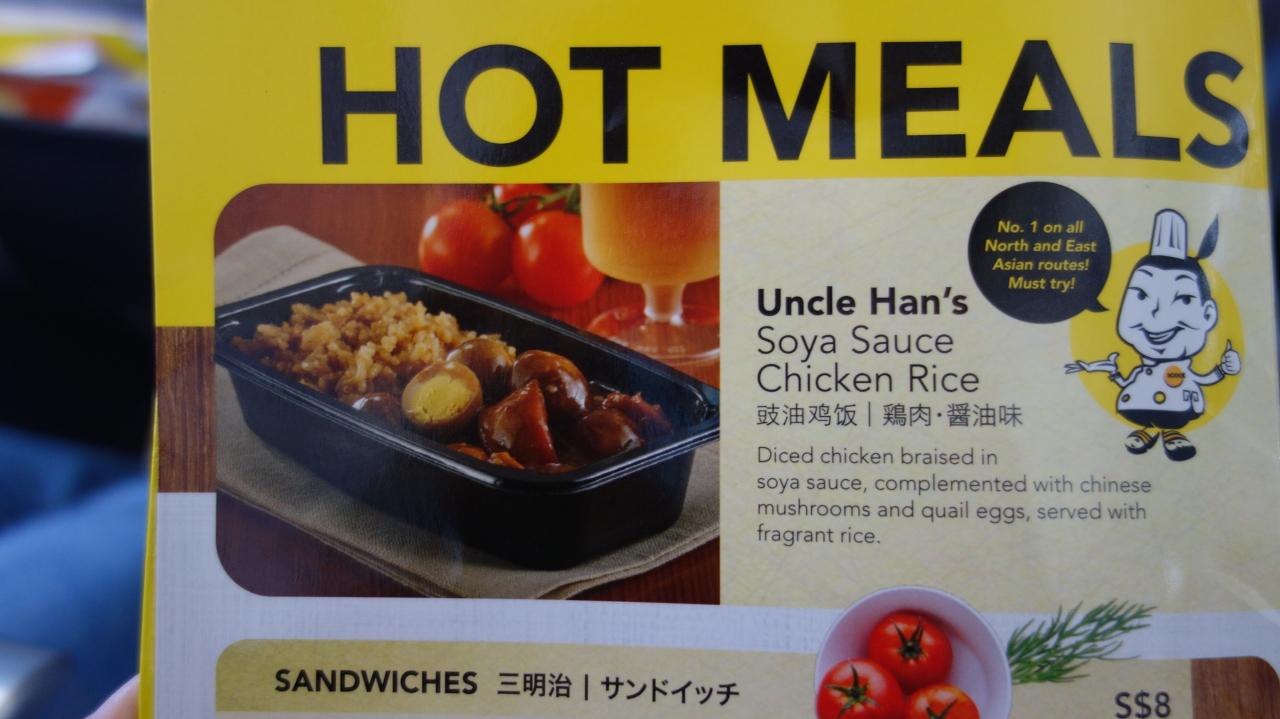 HOT MEALS
No. 1 on all
North and East
Asian routes!
Must try!
Uncle Han's
Soya Sauce
Chicken Rice
豉油鸡饭 | 鶏肉·醤油味
Diced chicken braised in
soya sauce, complemented with chinese
mushrooms and quail eggs, served with
fragrant rice.
SANDWICHES 三明治 | サンドイッチ
S$8